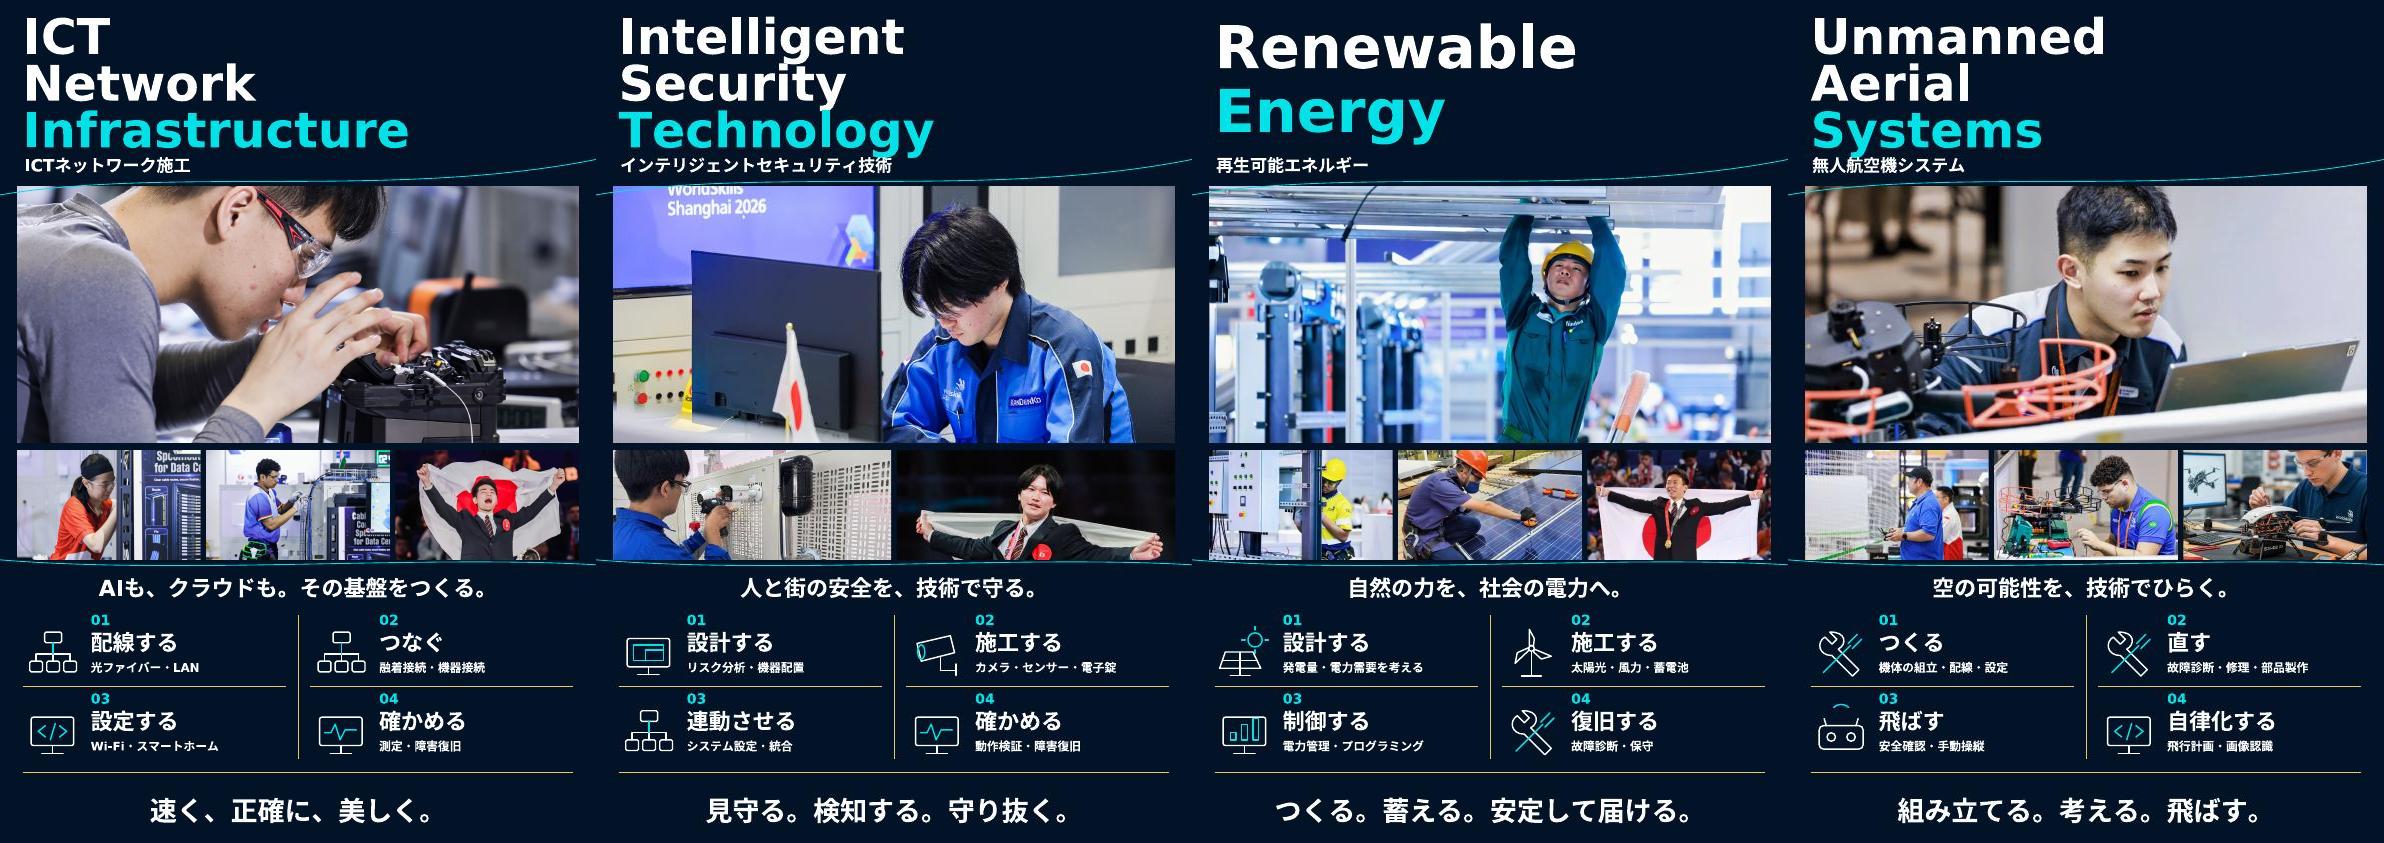 ICT
Network
Infrastructure
ICTネットワーク施工
Specification
for Data Ce
AIも、クラウドも。その基盤をつくる。
01
配線する
光ファイバー・LAN
02
つなぐ
融着接続・機器接続
03
設定する
Wi-Fi・スマートホーム
04
確かめる
測定・障害復旧
速く、正確に、美しく。
Intelligent
Security
Technology
インテリジェントセキュリティ技術
WorldSkills
Shanghai 2026
KANDENKO
人と街の安全を、技術で守る。
01
設計する
リスク分析・機器配置
02
施工する
カメラ・センサー・電子錠
03
連動させる
システム設定・統合
04
確かめる
動作検証・障害復旧
見守る。検知する。守り抜く。
Renewable
Energy
再生可能エネルギー
自然の力を、社会の電力へ。
01
設計する
発電量・電力需要を考える
02
施工する
太陽光・風力・蓄電池
03
制御する
電力管理・プログラミング
04
復旧する
故障診断・保守
つくる。蓄える。安定して届ける。
Unmanned
Aerial
Systems
無人航空機システム
空の可能性を、技術でひらく。
01
つくる
機体の組立・配線・設定
02
直す
故障診断・修理・部品製作
03
飛ばす
安全確認・手動操縦
04
自律化する
飛行計画・画像認識
組み立てる。考える。飛ばす。